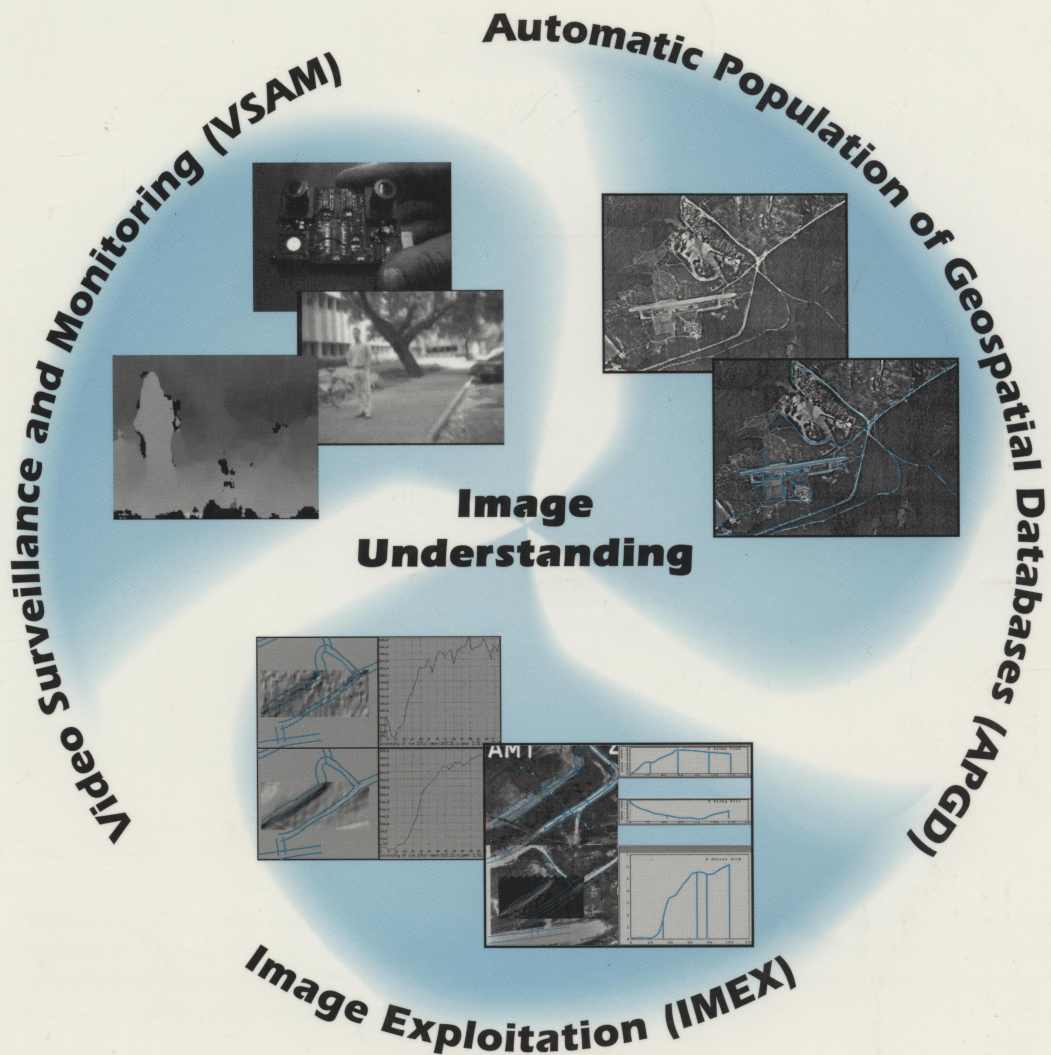 Video Surveillance and Monitoring (VSAM)
Automatic Population of Geospatial Databases (APGD)
Image
Understanding
AMT
Image Exploitation (IMEX)